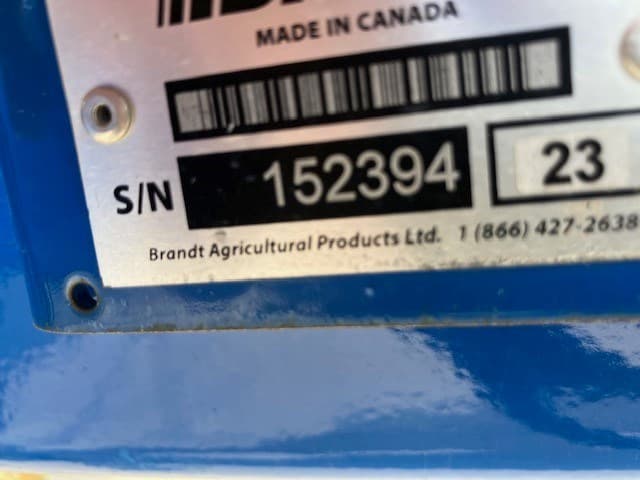 MADE IN CANADA
S/N 152394 23
Brandt Agricultural Products Ltd. 1 (866) 427-2638